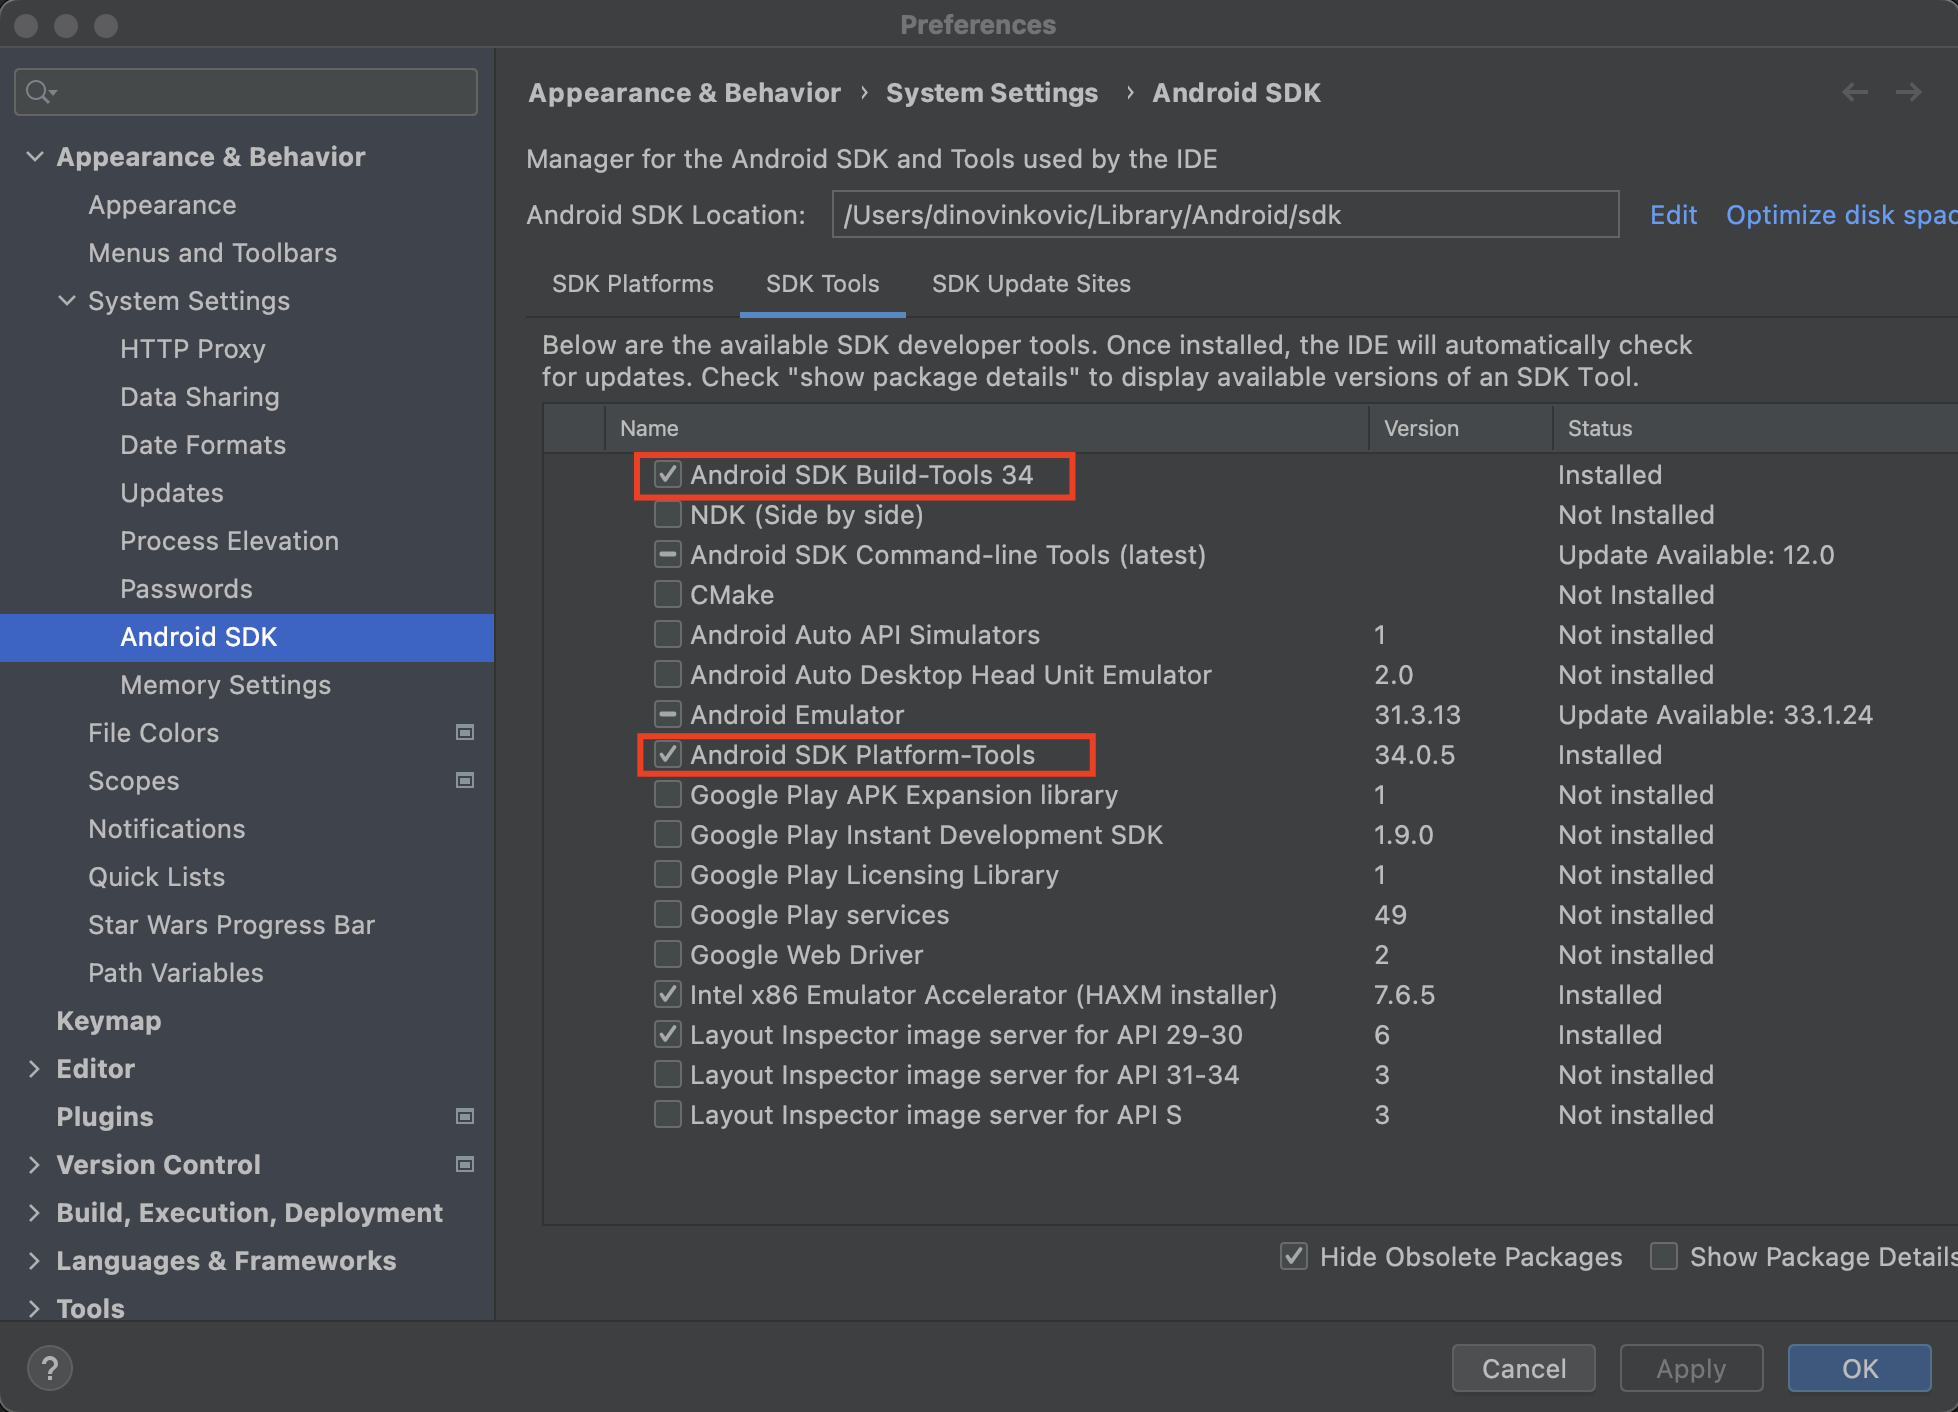 Preferences
Appearance & Behavior
Appearance
Menus and Toolbars
System Settings
HTTP Proxy
Data Sharing
Date Formats
Updates
Process Elevation
Passwords
Android SDK
Memory Settings
File Colors
Scopes
Notifications
Quick Lists
Star Wars Progress Bar
Path Variables
Keymap
Editor
Plugins
Version Control
Build, Execution, Deployment
Languages & Frameworks
Tools
?
Appearance & Behavior › System Settings › Android SDK
Manager for the Android SDK and Tools used by the IDE
Android SDK Location: /Users/dinovinkovic/Library/Android/sdk Edit Optimize disk spac
SDK Platforms SDK Tools SDK Update Sites
Below are the available SDK developer tools. Once installed, the IDE will automatically check
for updates. Check "show package details" to display available versions of an SDK Tool.
Name Version Status
Android SDK Build-Tools 34 Installed
NDK (Side by side) Not Installed
Android SDK Command-line Tools (latest) Update Available: 12.0
CMake Not Installed
Android Auto API Simulators 1 Not installed
Android Auto Desktop Head Unit Emulator 2.0 Not installed
Android Emulator 31.3.13 Update Available: 33.1.24
Android SDK Platform-Tools 34.0.5 Installed
Google Play APK Expansion library 1 Not installed
Google Play Instant Development SDK 1.9.0 Not installed
Google Play Licensing Library 1 Not installed
Google Play services 49 Not installed
Google Web Driver 2 Not installed
Intel x86 Emulator Accelerator (HAXM installer) 7.6.5 Installed
Layout Inspector image server for API 29-30 6 Installed
Layout Inspector image server for API 31-34 3 Not installed
Layout Inspector image server for API S 3 Not installed
Hide Obsolete Packages Show Package Details
Cancel Apply OK